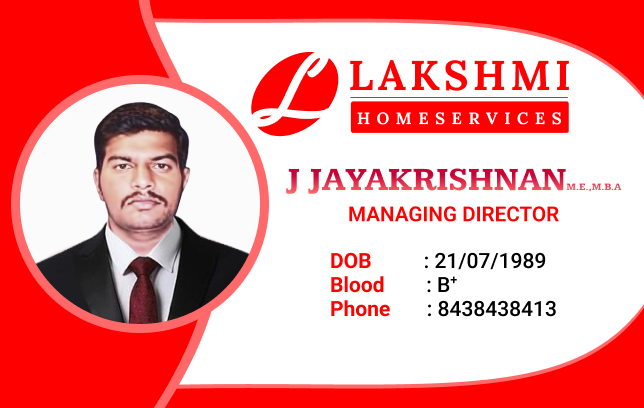 LAKSHMI
HOMESERVICES
J JAYAKRISHNAN M.E.,M.B.A
MANAGING DIRECTOR
DOB : 21/07/1989
Blood : B⁺
Phone : 8438438413